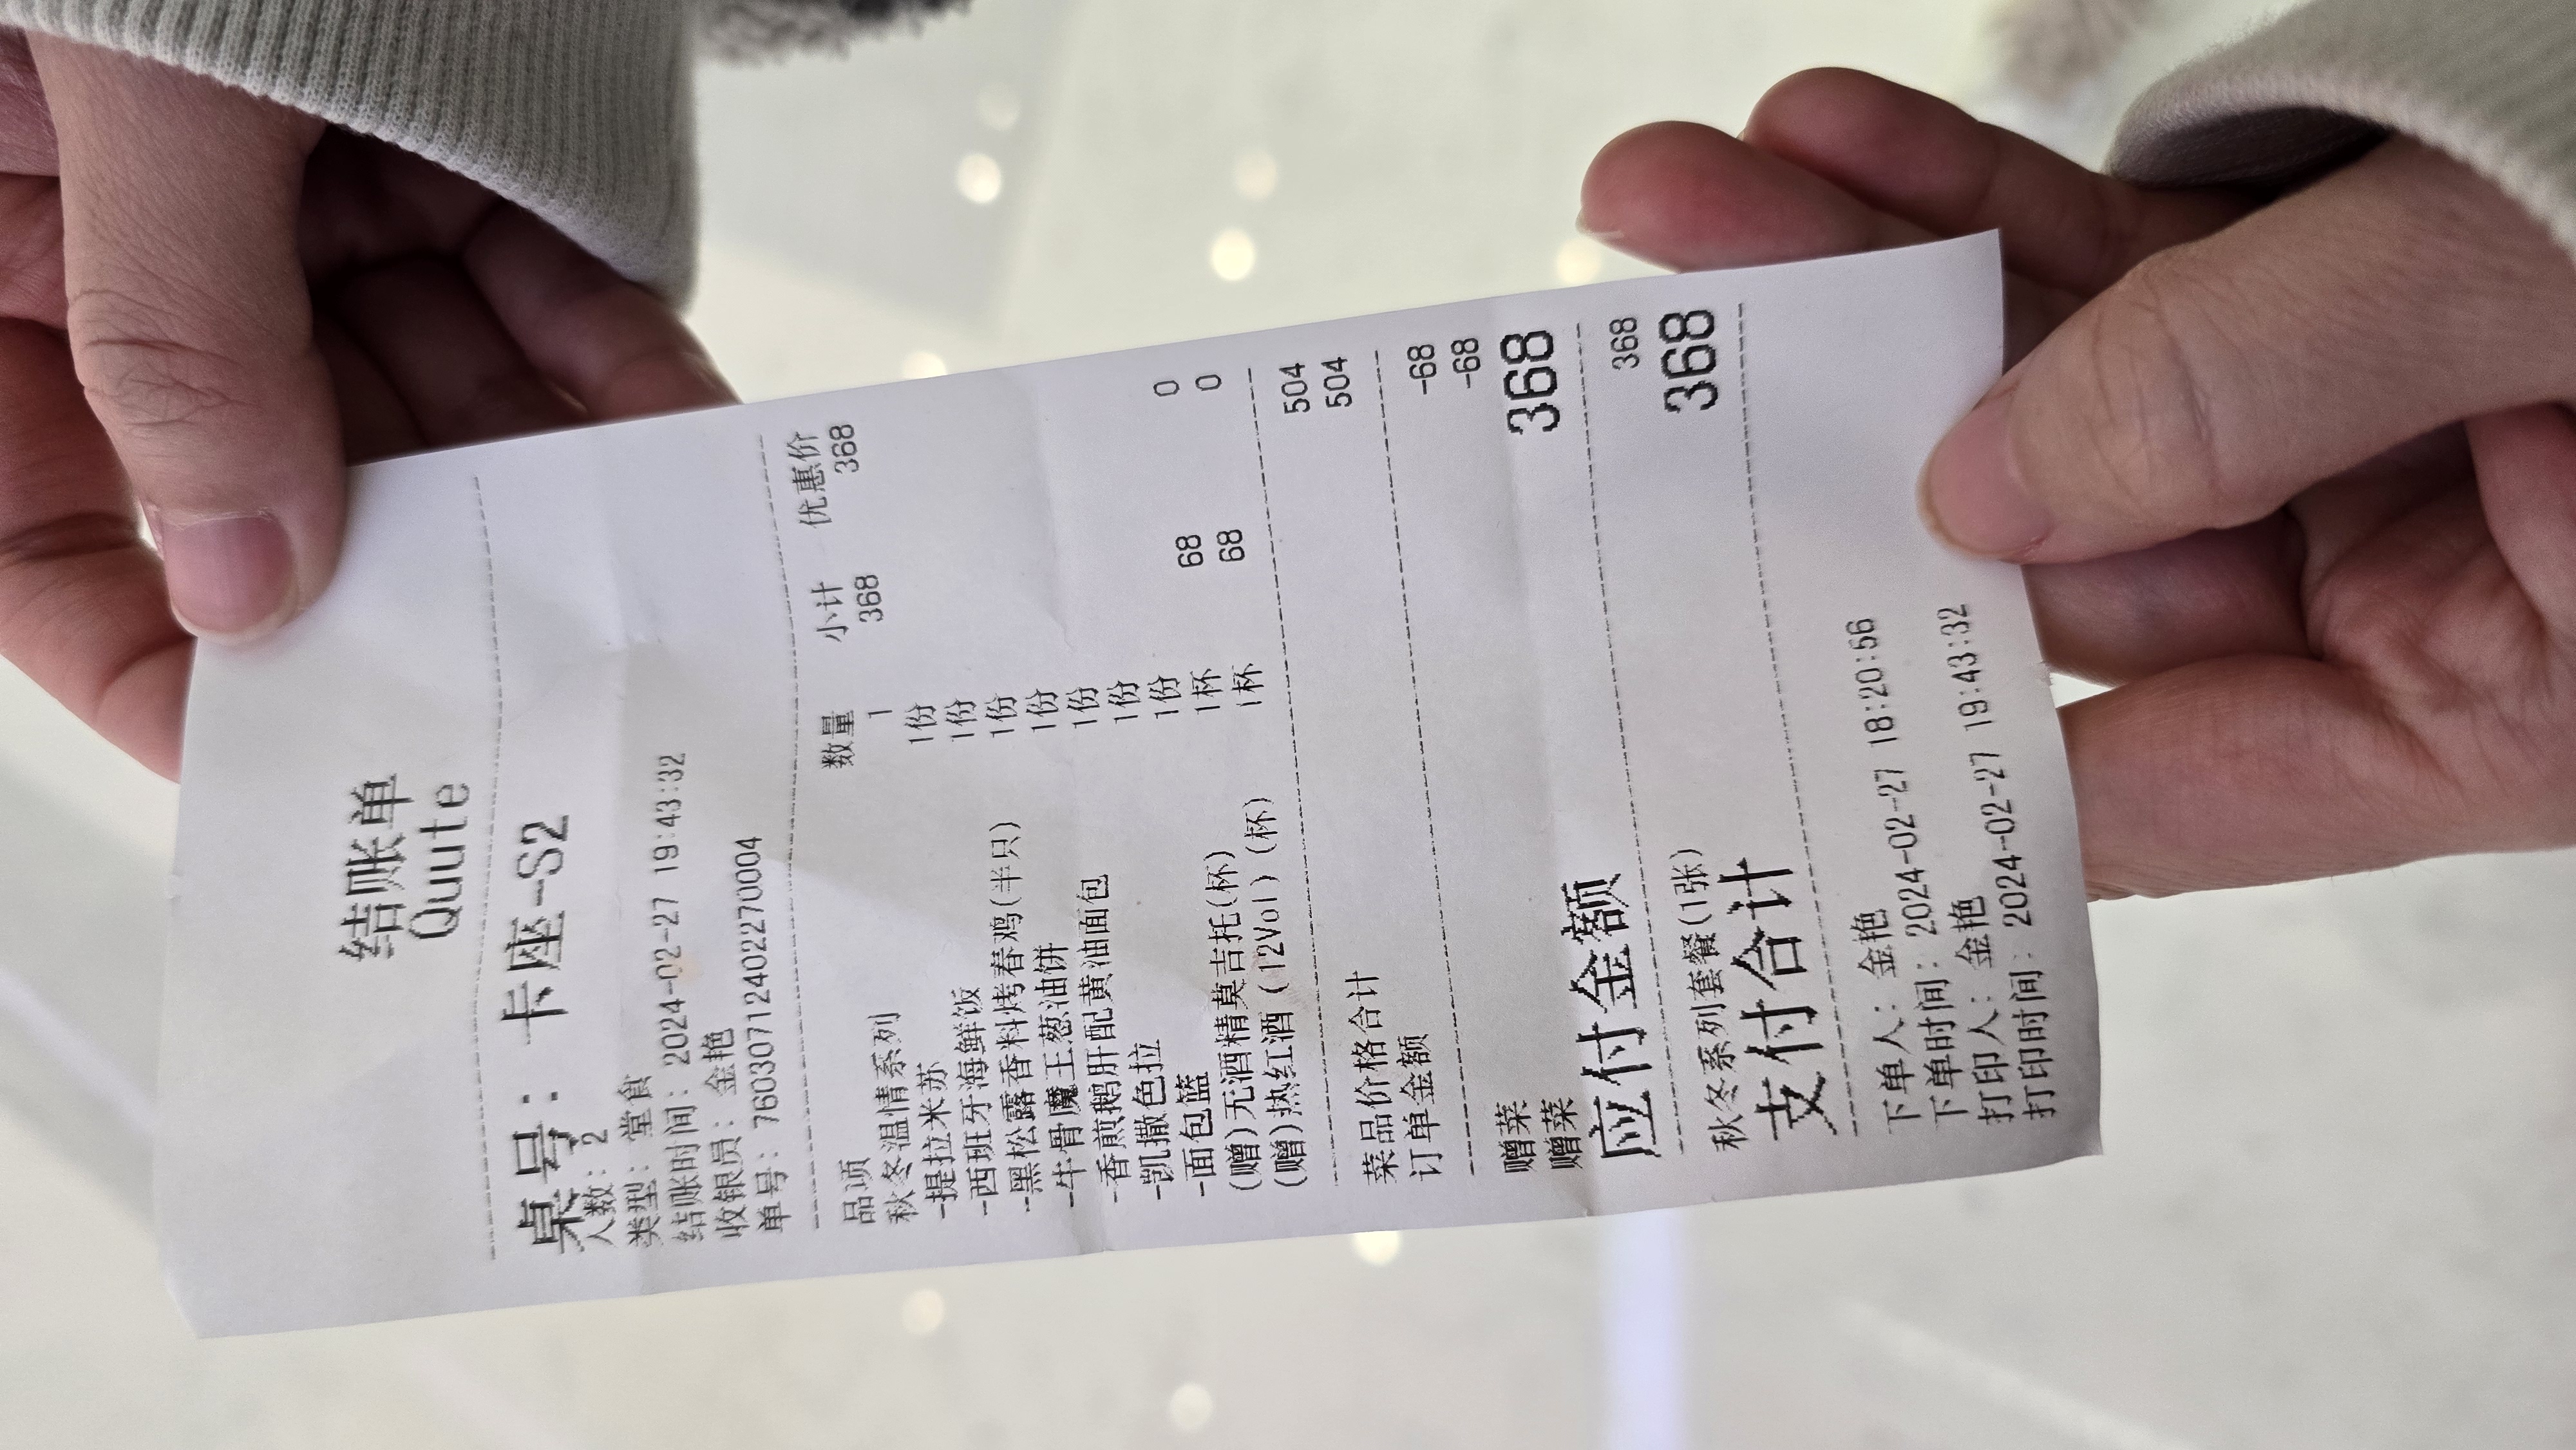 结账单
Quute
桌号：卡座-S2
人数：2
类型：堂食
结账时间：2024-02-27 19:43:32
收银员：金艳
单号：760307124022700​04
品项 数量 小计 优惠价
秋冬温情系列 1 368 368
-提拉米苏 1份
-西班牙海鲜饭 1份
-黑松露香料烤春鸡(半只) 1份
-牛骨魔王葱油饼 1份
-香煎鹅肝配黄油面包 1份
-凯撒色拉 1份
-面包篮 1份
(赠)无酒精莫吉托(杯) 1杯 68 0
(赠)热红酒(12Vol)(杯) 1杯 68 0
菜品价格合计 504
订单金额 504
赠菜 -68
赠菜 -68
应付金额 368
秋冬系列套餐(1张) 368
支付合计 368
下单人：金艳
下单时间：2024-02-27 18:20:56
打印人：金艳
打印时间：2024-02-27 19:43:32